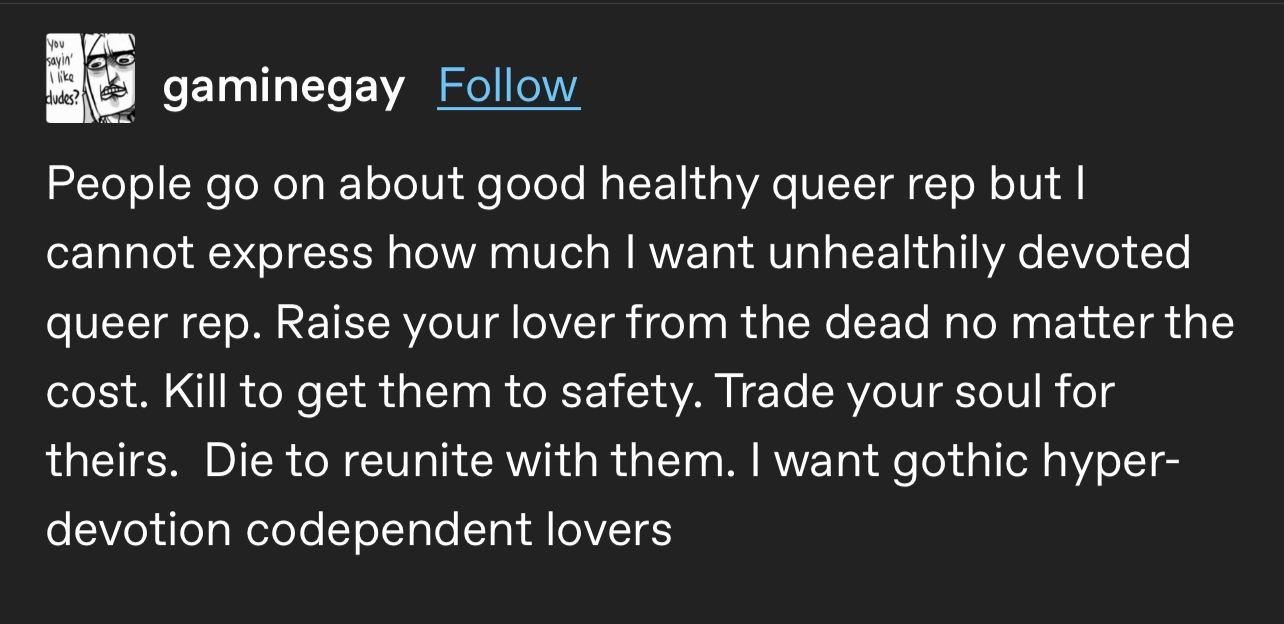 You
sayin'
I like
dudes?
gaminegay Follow
People go on about good healthy queer rep but I
cannot express how much I want unhealthily devoted
queer rep. Raise your lover from the dead no matter the
cost. Kill to get them to safety. Trade your soul for
theirs.  Die to reunite with them. I want gothic hyper-
devotion codependent lovers